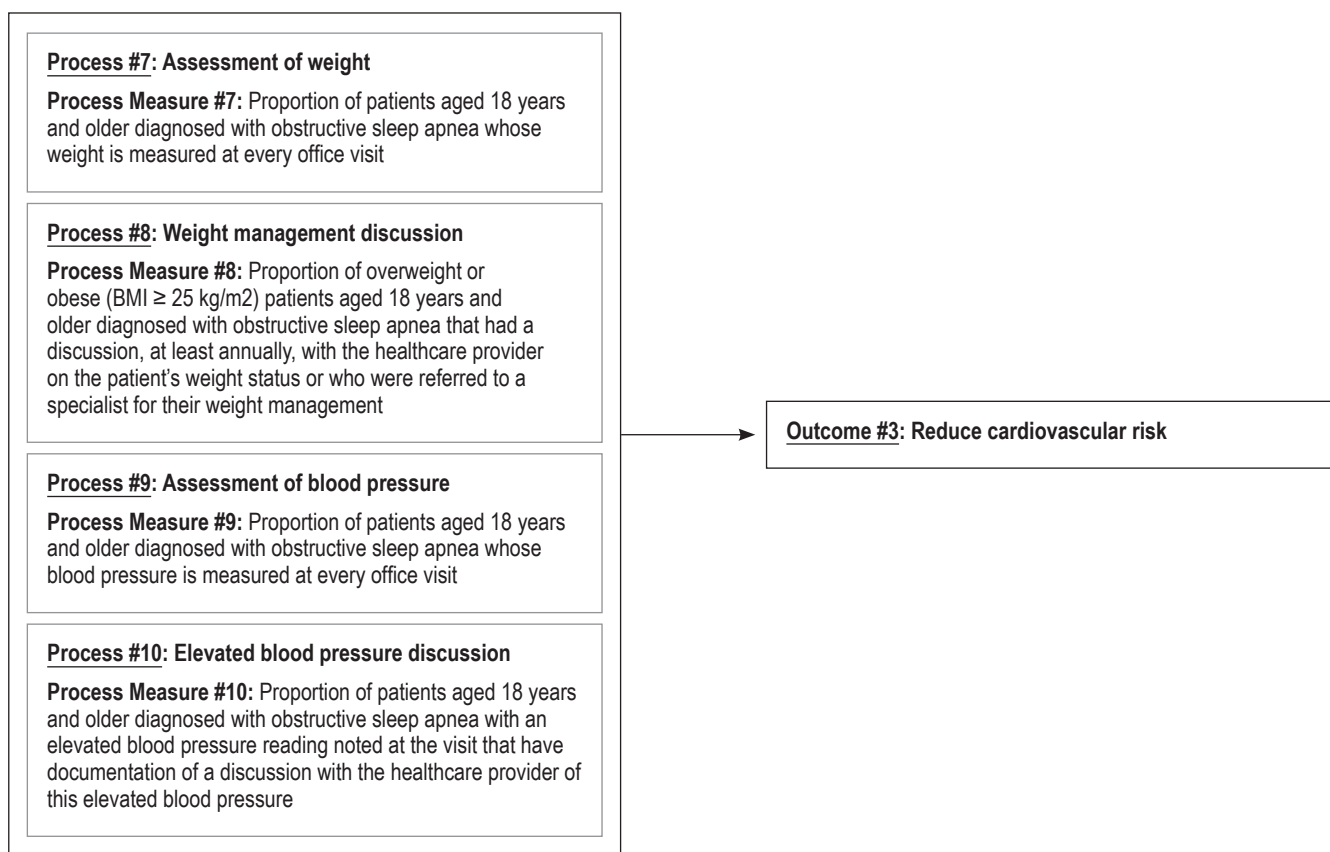 Process #7: Assessment of weight
Process Measure #7: Proportion of patients aged 18 years
and older diagnosed with obstructive sleep apnea whose
weight is measured at every office visit
Process #8: Weight management discussion
Process Measure #8: Proportion of overweight or
obese (BMI ≥ 25 kg/m2) patients aged 18 years and
older diagnosed with obstructive sleep apnea that had a
discussion, at least annually, with the healthcare provider
on the patient’s weight status or who were referred to a
specialist for their weight management
Process #9: Assessment of blood pressure
Process Measure #9: Proportion of patients aged 18 years
and older diagnosed with obstructive sleep apnea whose
blood pressure is measured at every office visit
Process #10: Elevated blood pressure discussion
Process Measure #10: Proportion of patients aged 18 years
and older diagnosed with obstructive sleep apnea with an
elevated blood pressure reading noted at the visit that have
documentation of a discussion with the healthcare provider of
this elevated blood pressure
Outcome #3: Reduce cardiovascular risk